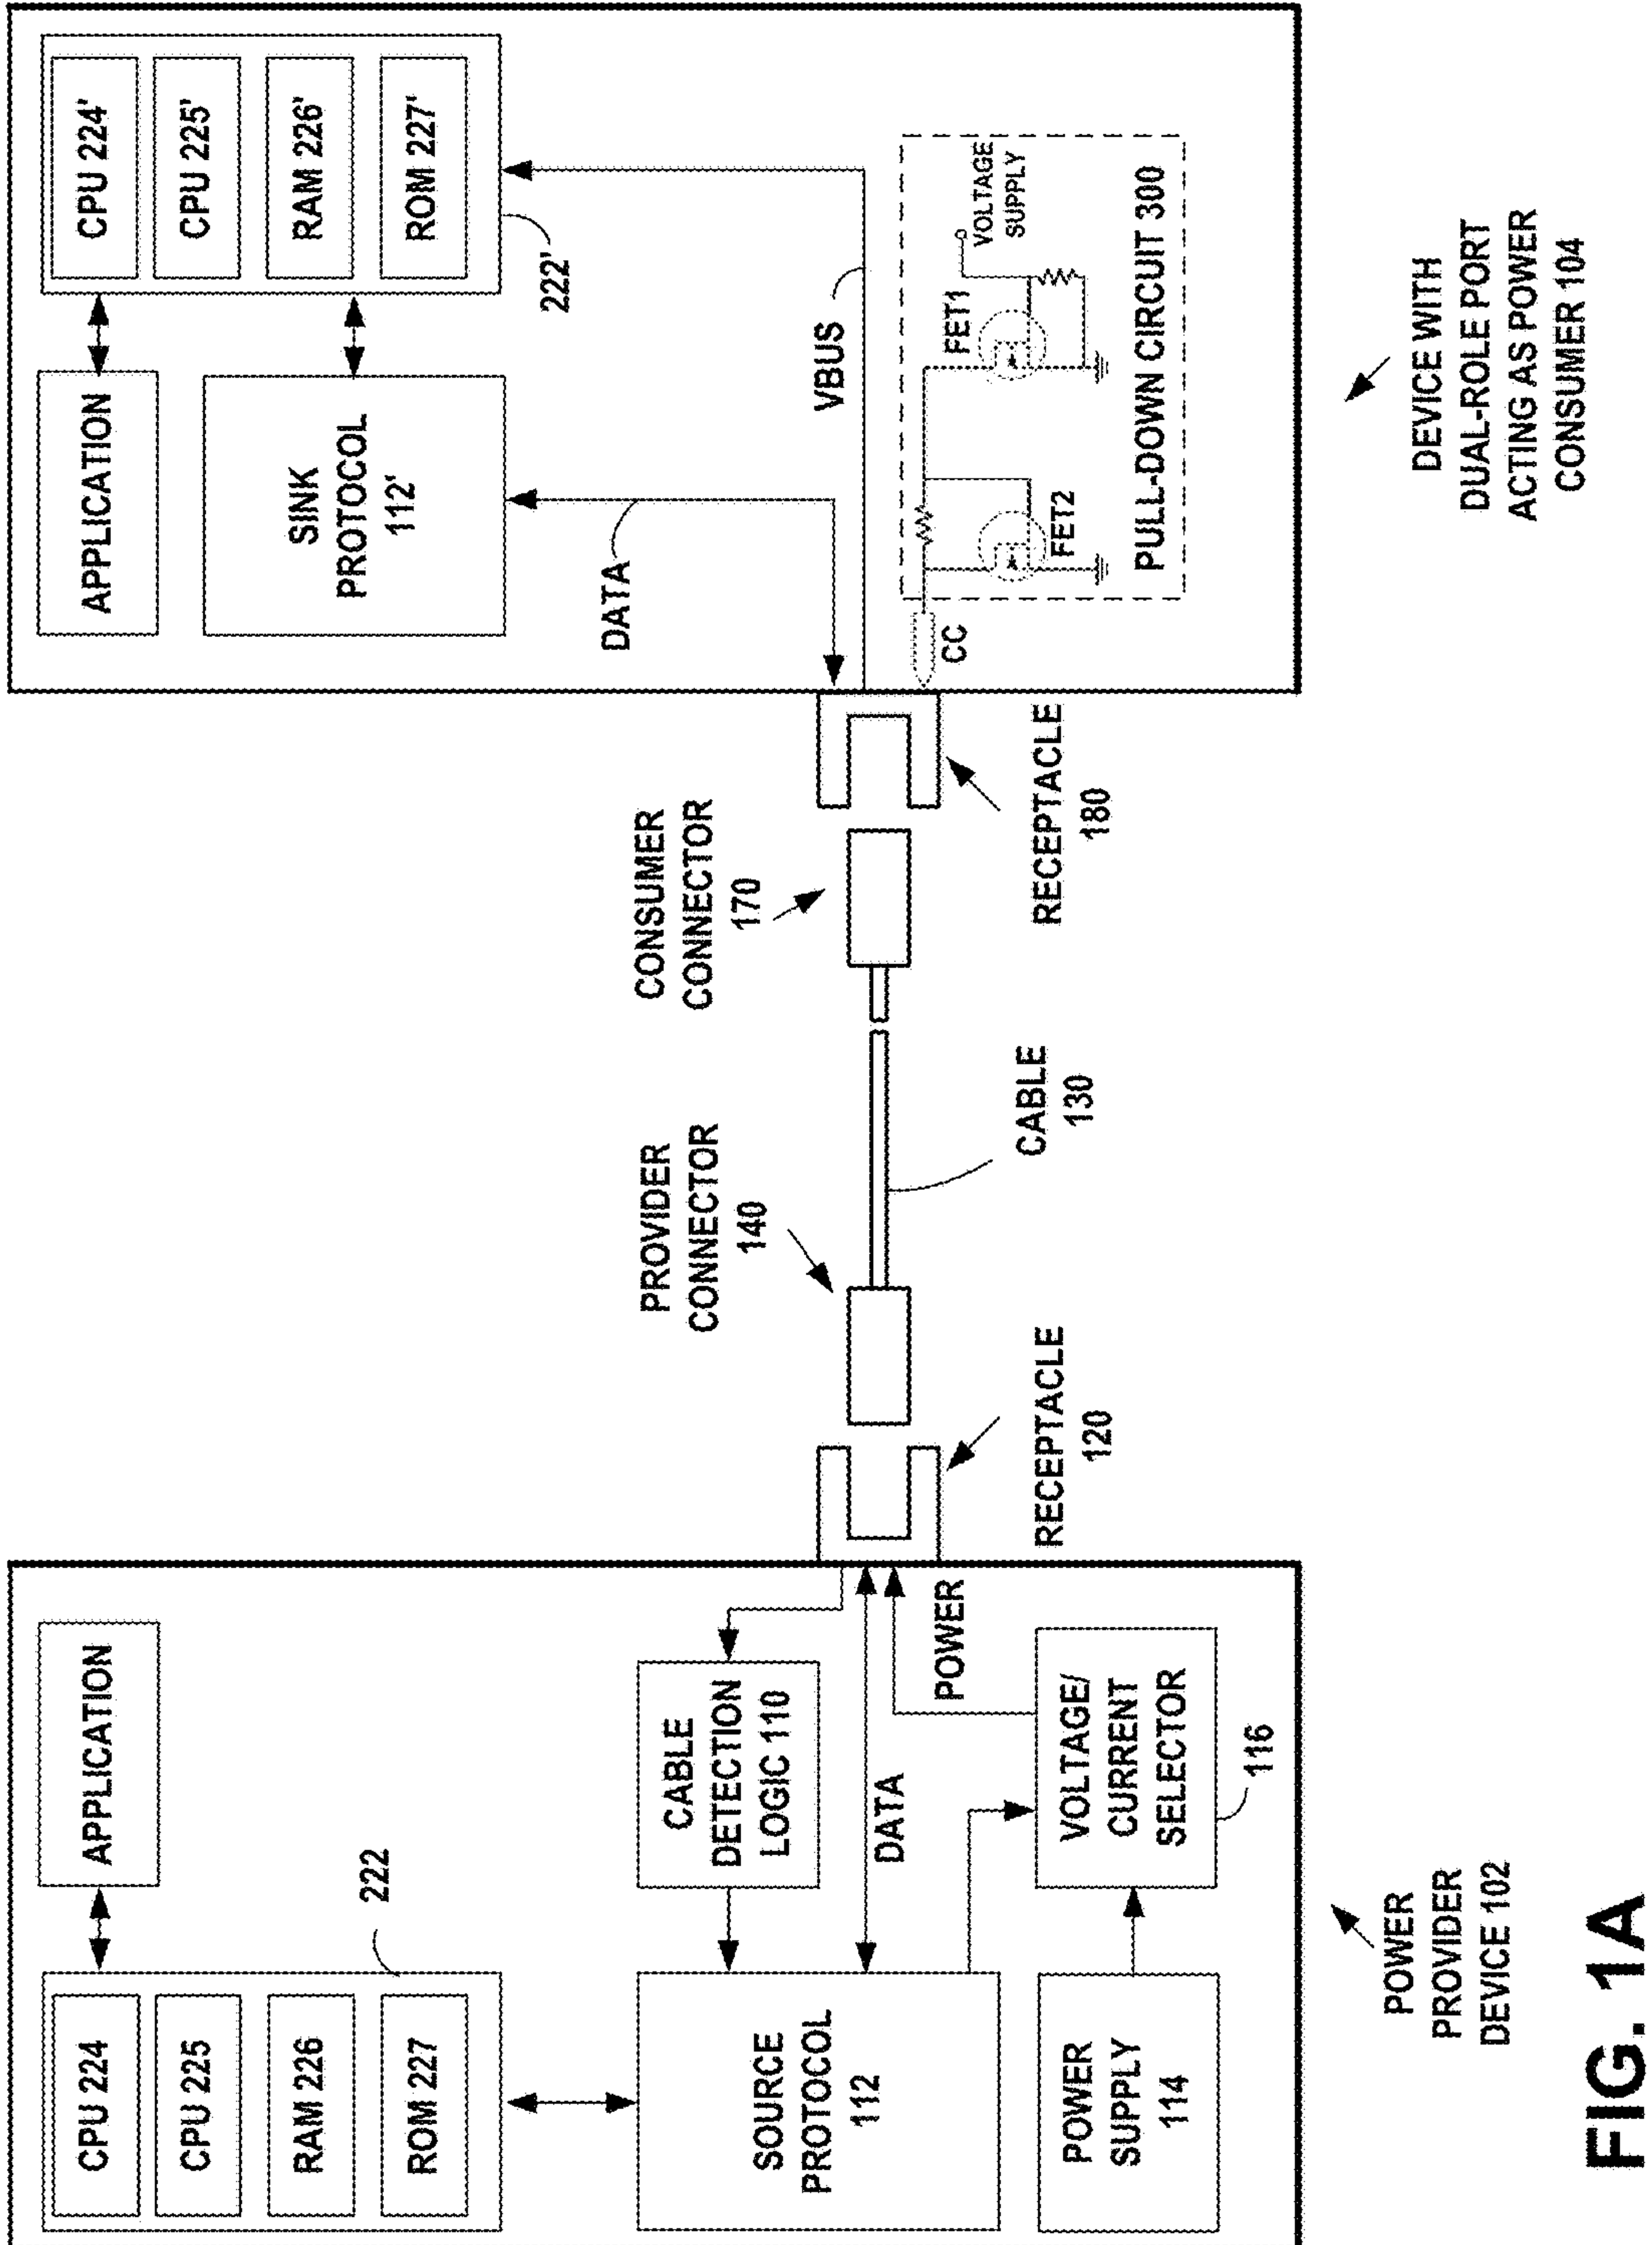 CPU 224
CPU 225
RAM 226
ROM 227
222
APPLICATION
SOURCE
PROTOCOL
112
CABLE
DETECTION
LOGIC 110
DATA
POWER
POWER
SUPPLY
114
VOLTAGE/
CURRENT
SELECTOR
116
POWER
PROVIDER
DEVICE 102
RECEPTACLE
120
PROVIDER
CONNECTOR
140
CABLE
130
CONSUMER
CONNECTOR
170
RECEPTACLE
180
APPLICATION
CPU 224'
CPU 225'
RAM 226'
ROM 227'
222'
SINK
PROTOCOL
112'
DATA
VBUS
CC
FET2
FET1
VOLTAGE
SUPPLY
PULL-DOWN CIRCUIT 300
DEVICE WITH
DUAL-ROLE PORT
ACTING AS POWER
CONSUMER 104
FIG. 1A